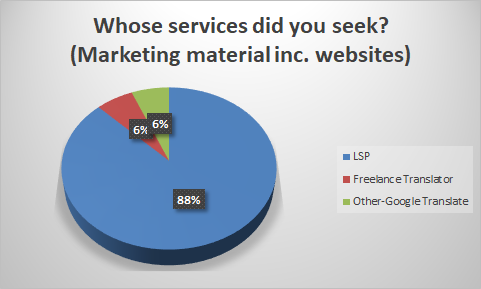 Whose services did you seek?
(Marketing material inc. websites)
6%
6%
88%
LSP
Freelance Translator
Other-Google Translate